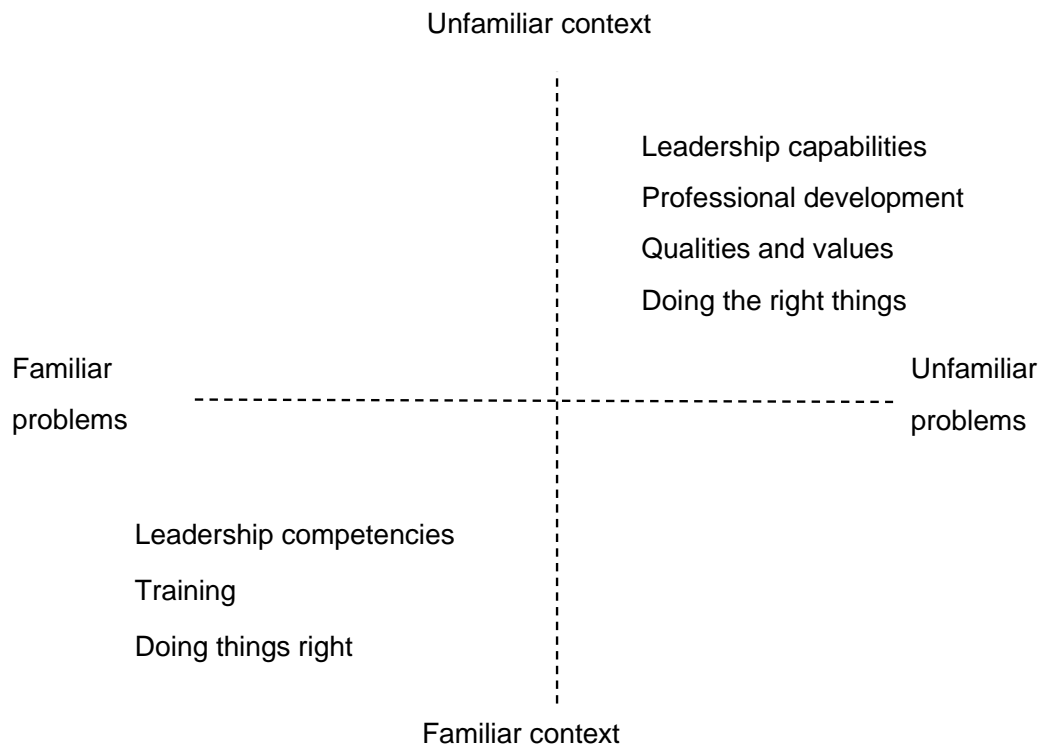 Unfamiliar context
Leadership capabilities
Professional development
Qualities and values
Doing the right things
Familiar
problems
Unfamiliar
problems
Leadership competencies
Training
Doing things right
Familiar context